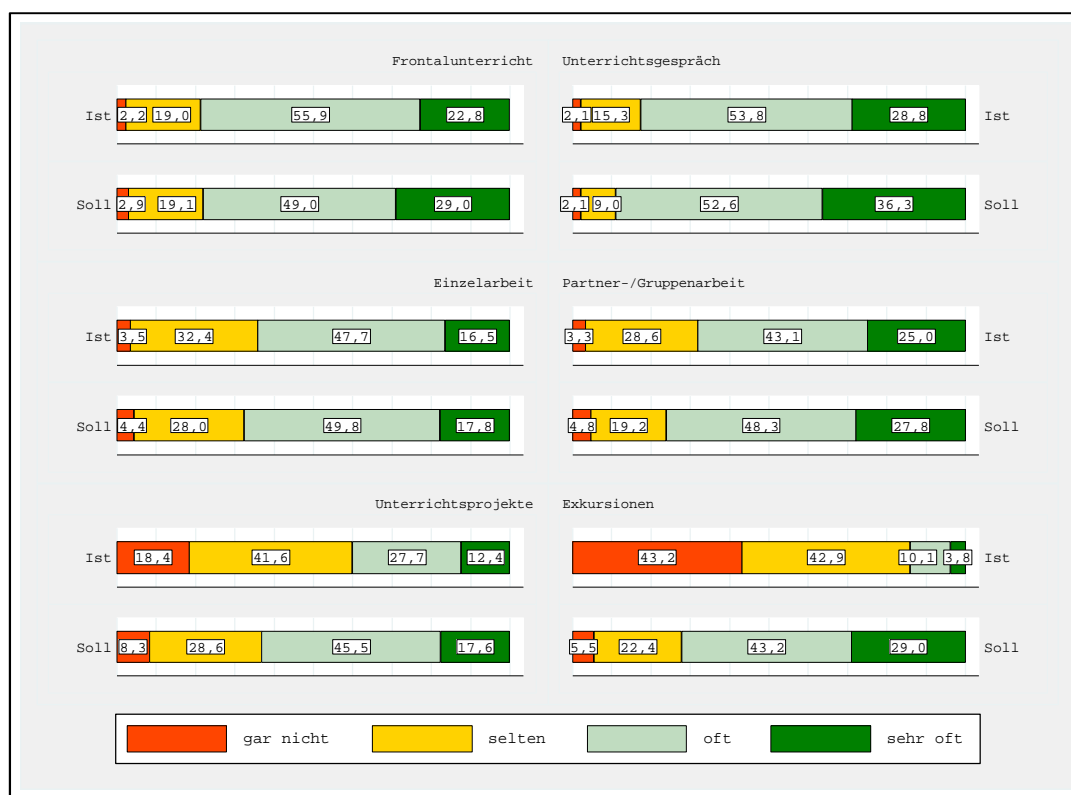 Frontalunterricht Unterrichtsgespräch
Ist 2,2 19,0 55,9 22,8 2,1 15,3 53,8 28,8 Ist
Soll 2,9 19,1 49,0 29,0 2,1 9,0 52,6 36,3 Soll
Einzelarbeit Partner-/Gruppenarbeit
Ist 3,5 32,4 47,7 16,5 3,3 28,6 43,1 25,0 Ist
Soll 4,4 28,0 49,8 17,8 4,8 19,2 48,3 27,8 Soll
Unterrichtsprojekte Exkursionen
Ist 18,4 41,6 27,7 12,4 43,2 42,9 10,1 3,8 Ist
Soll 8,3 28,6 45,5 17,6 5,5 22,4 43,2 29,0 Soll
gar nicht selten oft sehr oft